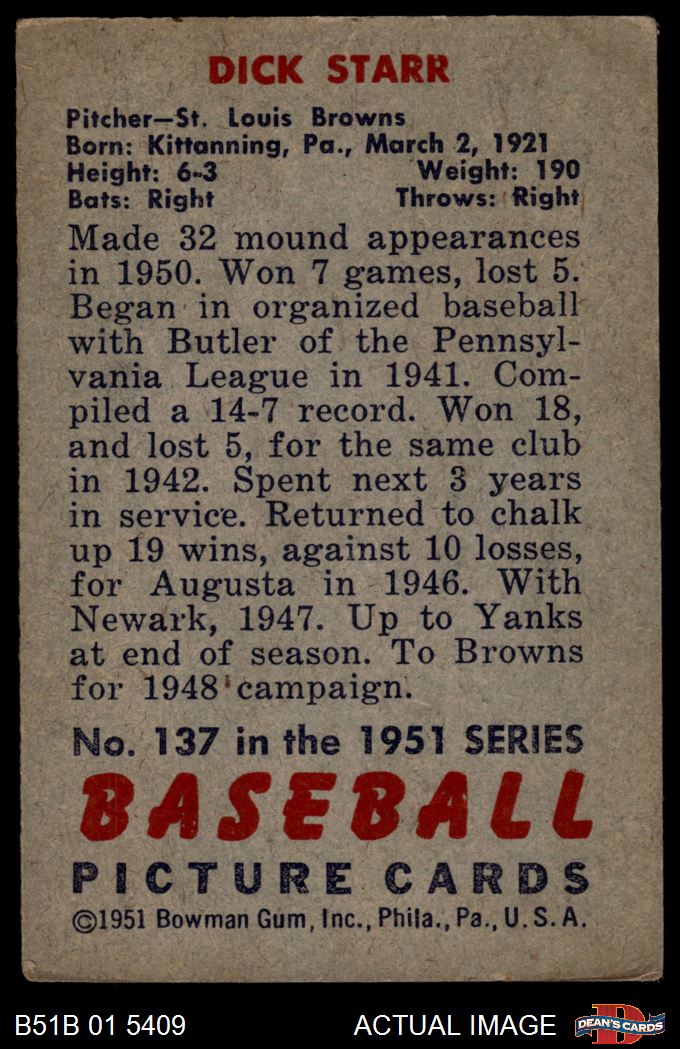 DICK STARR
Pitcher—St. Louis Browns
Born: Kittanning, Pa., March 2, 1921
Height: 6-3 Weight: 190
Bats: Right Throws: Right
Made 32 mound appearances
in 1950. Won 7 games, lost 5.
Began in organized baseball
with Butler of the Pennsyl-
vania League in 1941. Com-
piled a 14-7 record. Won 18,
and lost 5, for the same club
in 1942. Spent next 3 years
in service. Returned to chalk
up 19 wins, against 10 losses,
for Augusta in 1946. With
Newark, 1947. Up to Yanks
at end of season. To Browns
for 1948 campaign.
No. 137 in the 1951 SERIES
BASEBALL
PICTURE CARDS
©1951 Bowman Gum, Inc., Phila., Pa., U. S. A.
B51B 01 5409 ACTUAL IMAGE
D
DEAN'S CARDS